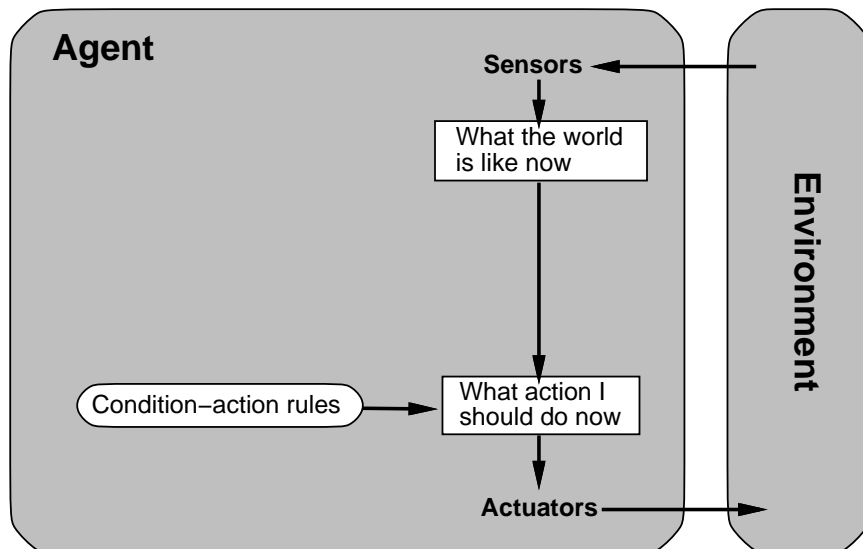 Agent
Sensors
What the world
is like now
Environment
Condition−action rules
What action I
should do now
Actuators